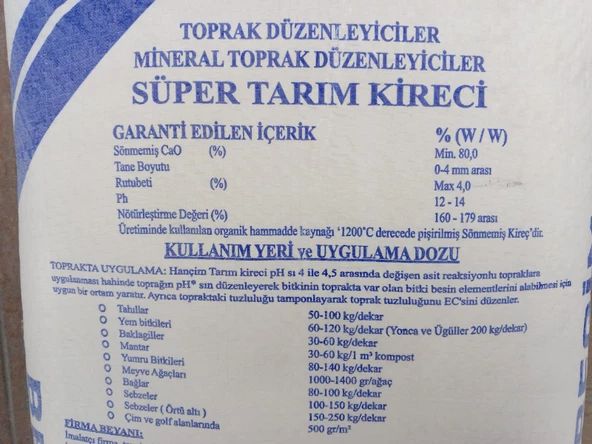 TOPRAK DÜZENLEYİCİLER
MİNERAL TOPRAK DÜZENLEYİCİLER
SÜPER TARIM KİRECİ
GARANTİ EDİLEN İÇERİK % (W / W)
Sönmemiş CaO (%) Min. 80,0
Tane Boyutu 0-4 mm arası
Rutubeti (%) Max 4,0
Ph 12 - 14
Nötürleştirme Değeri (%) 160 - 179 arası
Üretiminde kullanılan organik hammadde kaynağı '1200°C derecede pişirilmiş Sönmemiş Kireç'dir.
KULLANIM YERİ ve UYGULAMA DOZU
TOPRAKTA UYGULAMA: Hançim Tarım kireci pH sı 4 ile 4,5 arasında değişen asit reaksiyonlu topraklara
uygulanması hahinde toprağın pH* sın düzenleyerek bitkinin toprakta var olan bitki besin elementlerini alabilmesi için
uygun bir ortam yaratır. Ayrıca topraktaki tuzluluğu tamponlayarak toprak tuzluluğunu EC'sini düzenler.
O Tahıllar 50-100 kg/dekar
O Yem bitkileri 60-120 kg/dekar (Yonca ve Ügüller 200 kg/dekar)
O Baklagiller 30-60 kg/dekar
O Mantar 30-60 kg/1 m³ kompost
O Yumru Bitkileri 80-140 kg/dekar
O Meyve Ağaçları 1000-1400 gr/ağaç
O Bağlar 80-100 kg/dekar
O Sebzeler 100-150 kg/dekar
O Sebzeler ( Örtü altı ) 150-250 kg/dekar
O Çim ve golf alanlarında 500 gr/m²
FİRMA BEYANI:
İmalatçı firma